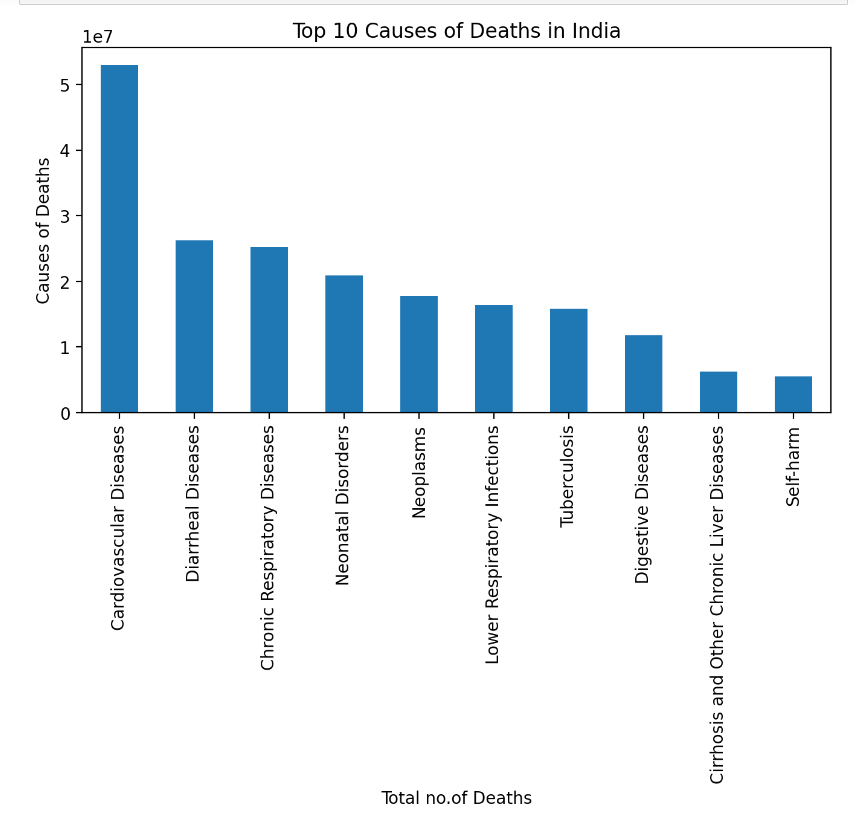 Top 10 Causes of Deaths in India
1e7
5
4
3
2
1
0
Causes of Deaths
Cardiovascular Diseases
Diarrheal Diseases
Chronic Respiratory Diseases
Neonatal Disorders
Neoplasms
Lower Respiratory Infections
Tuberculosis
Digestive Diseases
Cirrhosis and Other Chronic Liver Diseases
Self-harm
Total no.of Deaths